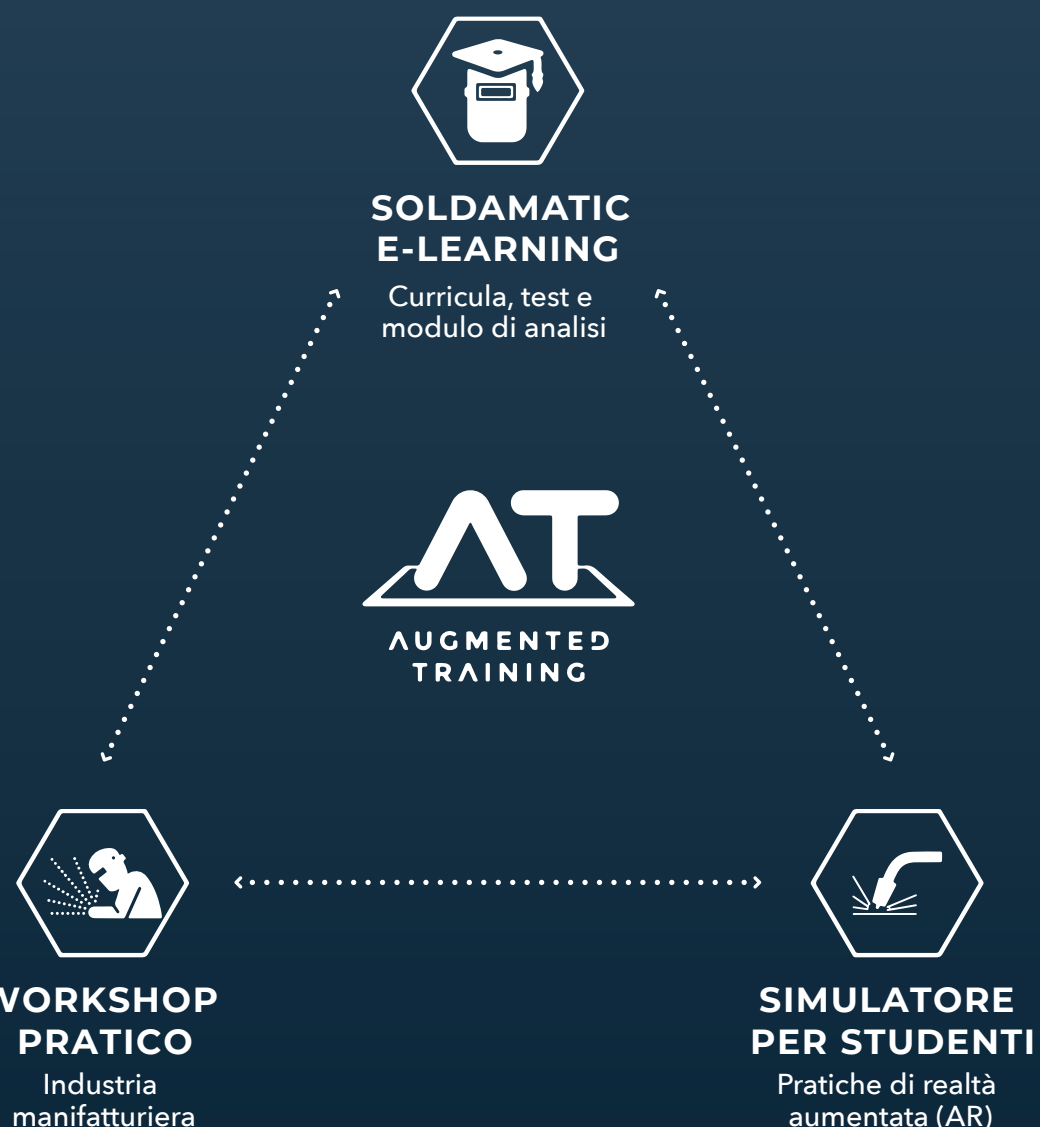 SOLDAMATIC
E-LEARNING
Curricula, test e
modulo di analisi
AT
AUGMENTED
TRAINING
WORKSHOP
PRATICO
Industria
manifatturiera
SIMULATORE
PER STUDENTI
Pratiche di realtà
aumentata (AR)